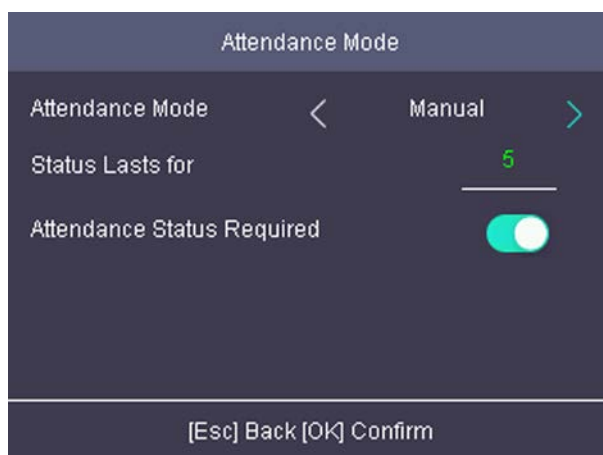 Attendance Mode
Attendance Mode < Manual >
Status Lasts for 5
Attendance Status Required
[Esc] Back [OK] Confirm